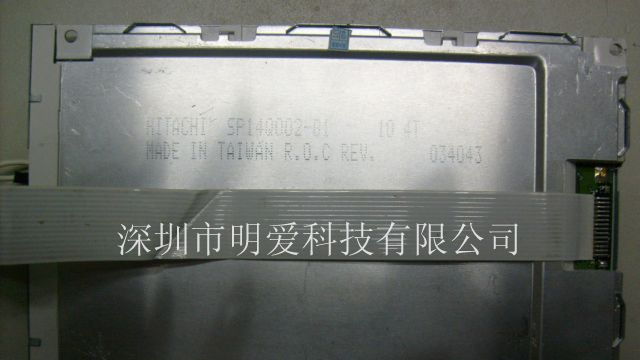 HITACHI SP14Q002-01 10 4T
MADE IN TAIWAN R.O.C REV. 034043
深圳市明爱科技有限公司